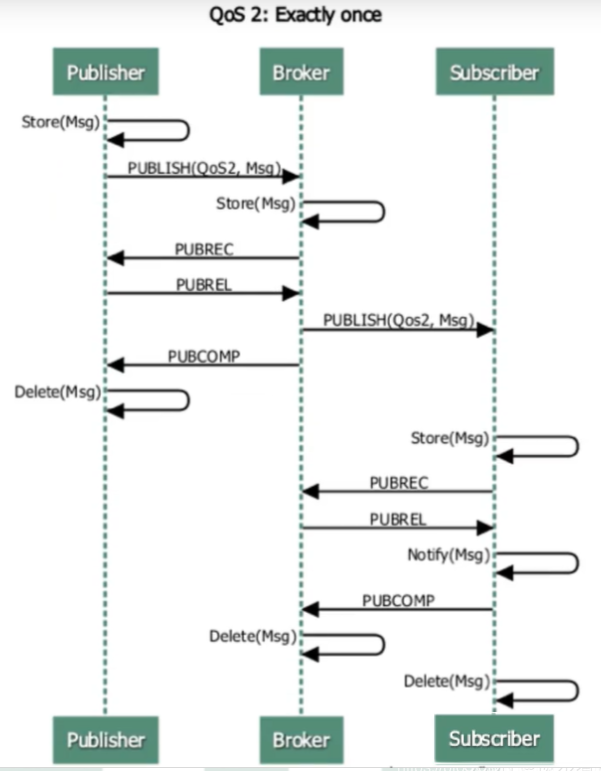 QoS 2: Exactly once
Publisher Broker Subscriber
Store(Msg)
PUBLISH(QoS2, Msg)
Store(Msg)
PUBREC
PUBREL
PUBLISH(Qos2, Msg)
PUBCOMP
Delete(Msg)
Store(Msg)
PUBREC
PUBREL
Notify(Msg)
PUBCOMP
Delete(Msg)
Delete(Msg)
Publisher Broker Subscriber